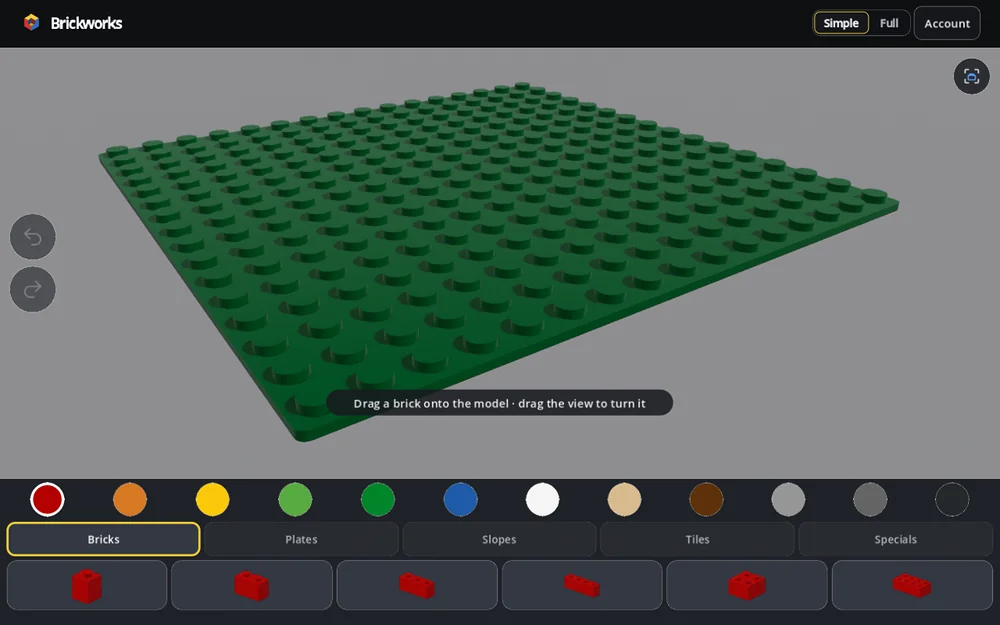 Brickworks
Simple
Full
Account
Drag a brick onto the model · drag the view to turn it
Bricks
Plates
Slopes
Tiles
Specials